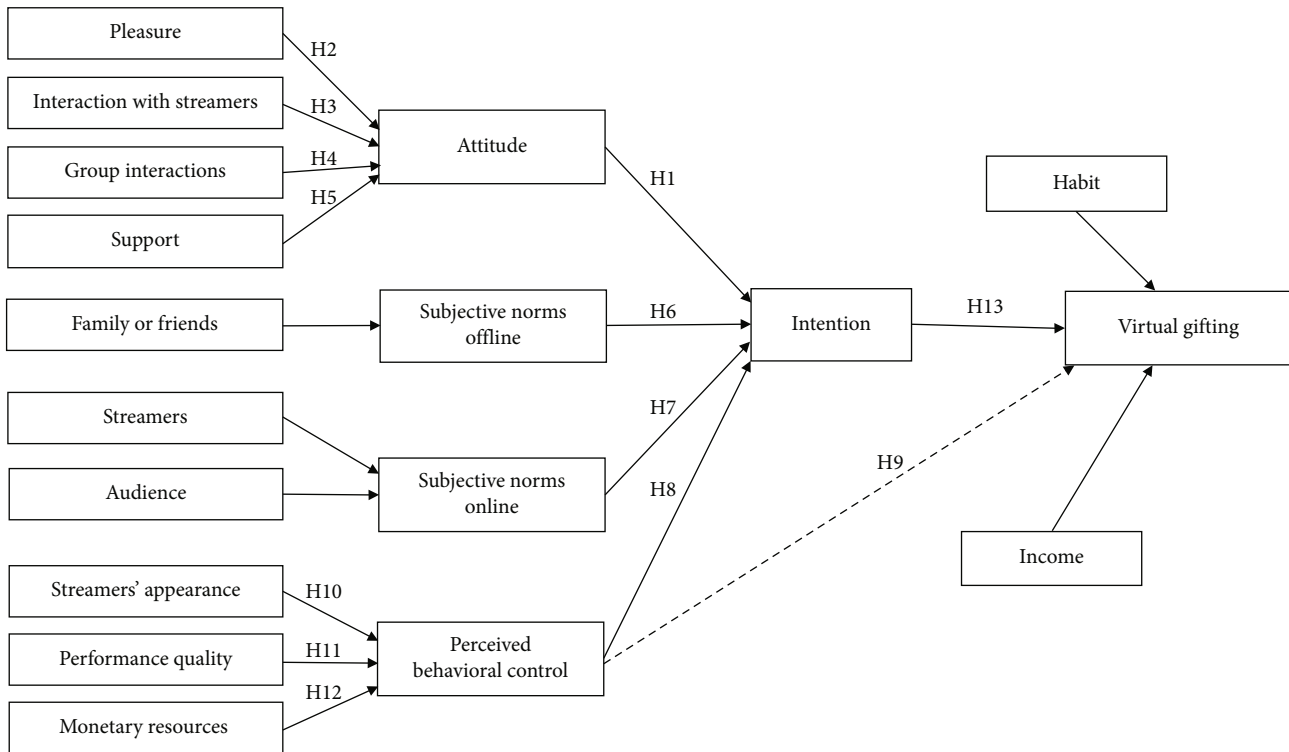 Pleasure
H2
Interaction with streamers
H3
Group interactions
H4
H5
Support
Attitude
H1
Habit
Family or friends
Subjective norms
offline
H6
Intention
H13
Virtual gifting
Streamers
H7
Audience
Subjective norms
online
H8
H9
Income
Streamers’ appearance
H10
Performance quality
H11
Perceived
behavioral control
H12
Monetary resources